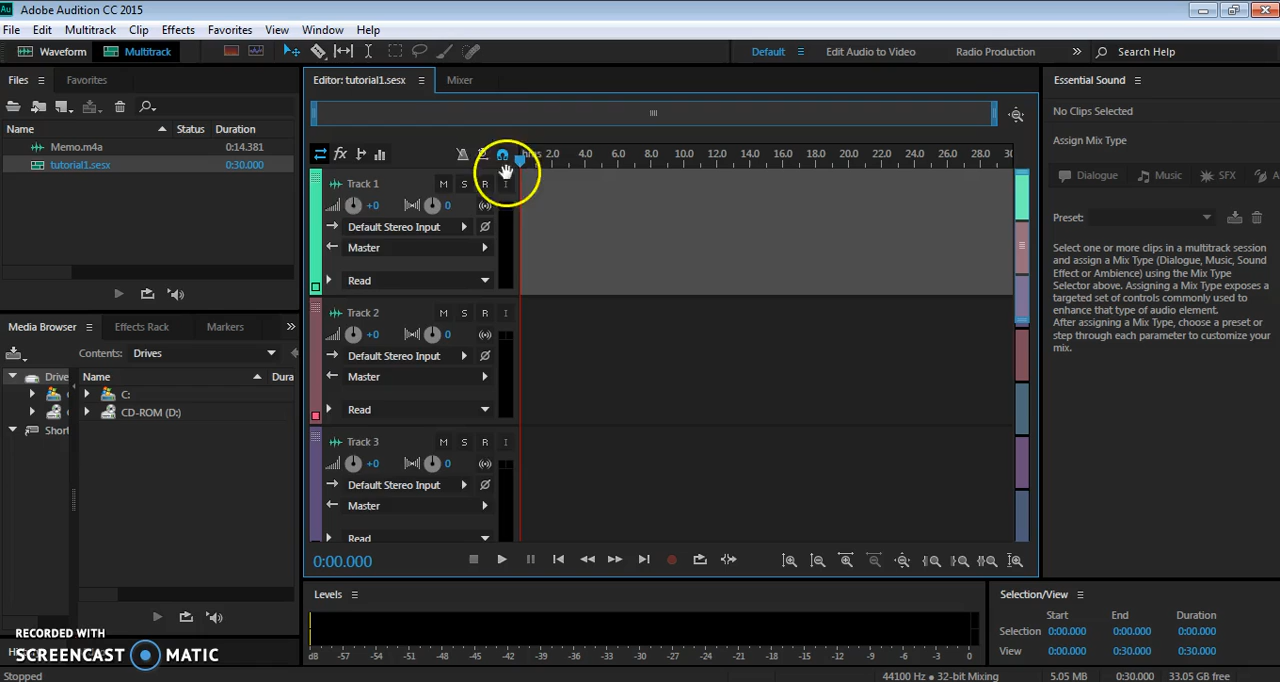 Au Adobe Audition CC 2015
File Edit Multitrack Clip Effects Favorites View Window Help
Waveform Multitrack Default Edit Audio to Video Radio Production Search Help
Files Favorites
Name Status Duration
Memo.m4a 0:14.381
tutorial1.sesx 0:30.000
Media Browser Effects Rack Markers
Contents: Drives
Drive Name Dura
C:
CD-ROM (D:)
Short
RECORDED WITH
SCREENCAST MATIC
Stopped
Editor: tutorial1.sesx Mixer
fx hms 2.0 4.0 6.0 8.0 10.0 12.0 14.0 16.0 18.0 20.0 22.0 24.0 26.0 28.0
Track 1 M S R I
+0 0
Default Stereo Input
Master
Read
Track 2 M S R I
+0 0
Default Stereo Input
Master
Read
Track 3 M S R I
+0 0
Default Stereo Input
Master
Read
0:00.000
Levels
dB -57 -54 -51 -48 -45 -42 -39 -36 -33 -30 -27 -24 -21 -18 -15 -12 -9 -6 -3 0
Essential Sound
No Clips Selected
Assign Mix Type
Dialogue Music SFX A
Preset:
Select one or more clips in a multitrack session
and assign a Mix Type (Dialogue, Music, Sound
Effect or Ambience) using the Mix Type
Selector above. Assigning a Mix Type exposes a
targeted set of controls commonly used to
enhance that type of audio element.
After assigning a Mix Type, choose a preset or
step through each parameter to customize your
mix.
Selection/View
Start End Duration
Selection 0:00.000 0:00.000 0:00.000
View 0:00.000 0:30.000 0:30.000
44100 Hz ● 32-bit Mixing 5.05 MB 0:30.000 33.05 GB free